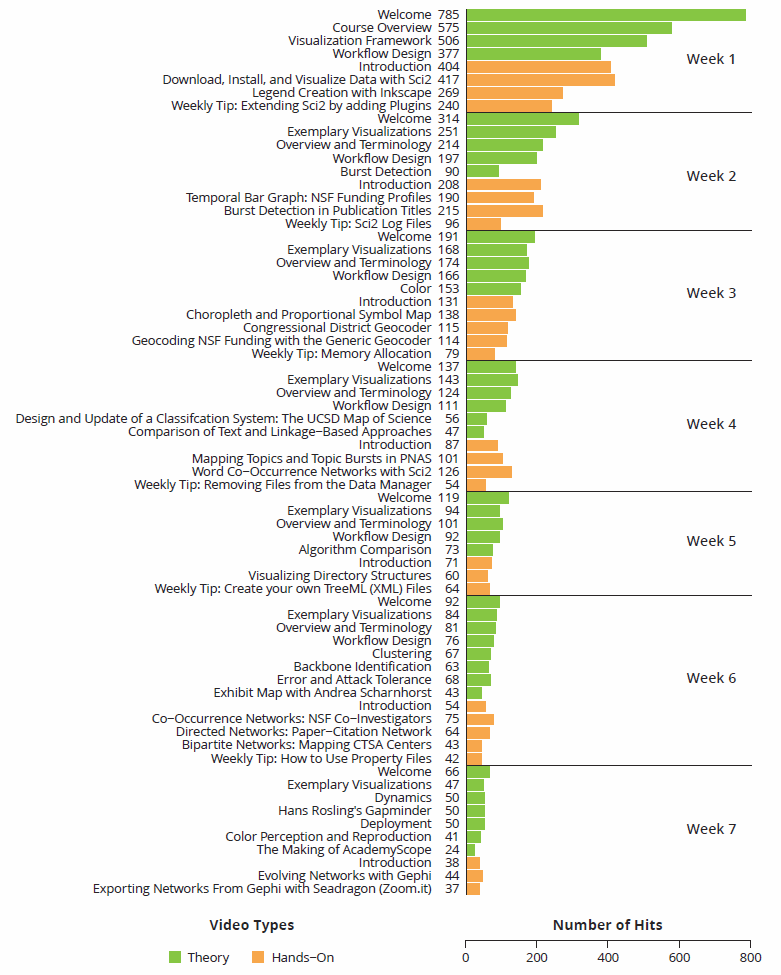 Welcome 785
Course Overview 575
Visualization Framework 506
Workflow Design 377
Introduction 404
Download, Install, and Visualize Data with Sci2 417
Week 1
Legend Creation with Inkscape 269
Weekly Tip: Extending Sci2 by adding Plugins 240
Welcome 314
Exemplary Visualizations 251
Overview and Terminology 214
Workflow Design 197
Burst Detection 90
Week 2
Introduction 208
Temporal Bar Graph: NSF Funding Profiles 190
Burst Detection in Publication Titles 215
Weekly Tip: Sci2 Log Files 96
Welcome 191
Exemplary Visualizations 168
Overview and Terminology 174
Workflow Design 166
Color 153
Week 3
Introduction 131
Choropleth and Proportional Symbol Map 138
Congressional District Geocoder 115
Geocoding NSF Funding with the Generic Geocoder 114
Weekly Tip: Memory Allocation 79
Welcome 137
Exemplary Visualizations 143
Overview and Terminology 124
Workflow Design 111
Design and Update of a Classifcation System: The UCSD Map of Science 56
Week 4
Comparison of Text and Linkage−Based Approaches 47
Introduction 87
Mapping Topics and Topic Bursts in PNAS 101
Word Co−Occurrence Networks with Sci2 126
Weekly Tip: Removing Files from the Data Manager 54
Welcome 119
Exemplary Visualizations 94
Overview and Terminology 101
Workflow Design 92
Week 5
Algorithm Comparison 73
Introduction 71
Visualizing Directory Structures 60
Weekly Tip: Create your own TreeML (XML) Files 64
Welcome 92
Exemplary Visualizations 84
Overview and Terminology 81
Workflow Design 76
Clustering 67
Backbone Identification 63
Error and Attack Tolerance 68
Week 6
Exhibit Map with Andrea Scharnhorst 43
Introduction 54
Co−Occurrence Networks: NSF Co−Investigators 75
Directed Networks: Paper−Citation Network 64
Bipartite Networks: Mapping CTSA Centers 43
Weekly Tip: How to Use Property Files 42
Welcome 66
Exemplary Visualizations 47
Dynamics 50
Hans Rosling's Gapminder 50
Deployment 50
Week 7
Color Perception and Reproduction 41
The Making of AcademyScope 24
Introduction 38
Evolving Networks with Gephi 44
Exporting Networks From Gephi with Seadragon (Zoom.it) 37
Video Types
Number of Hits
Theory Hands−On
0 200 400 600 800